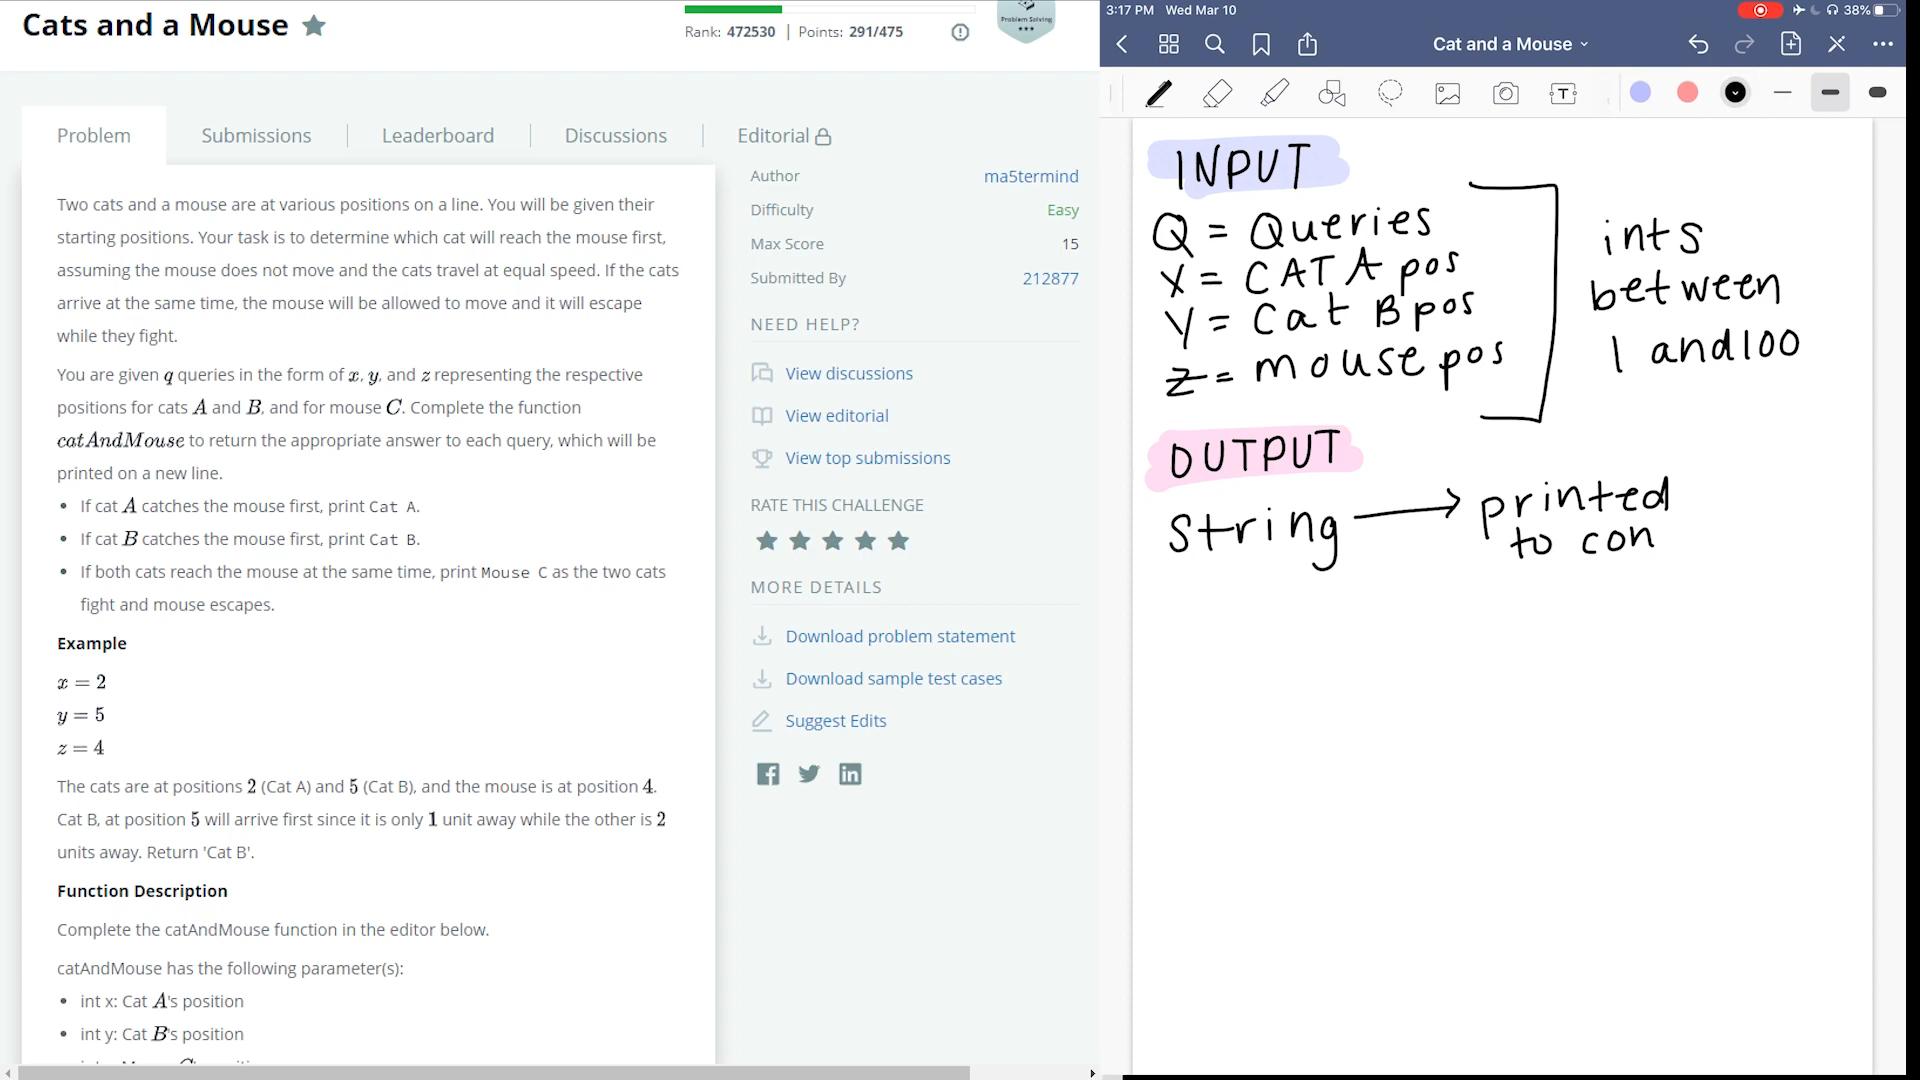 Cats and a Mouse
Rank: 472530 | Points: 291/475
Problem Solving
Problem
Submissions
Leaderboard
Discussions
Editorial
Two cats and a mouse are at various positions on a line. You will be given their
starting positions. Your task is to determine which cat will reach the mouse first,
assuming the mouse does not move and the cats travel at equal speed. If the cats
arrive at the same time, the mouse will be allowed to move and it will escape
while they fight.
You are given q queries in the form of x, y, and z representing the respective
positions for cats A and B, and for mouse C. Complete the function
catAndMouse to return the appropriate answer to each query, which will be
printed on a new line.
• If cat A catches the mouse first, print Cat A.
• If cat B catches the mouse first, print Cat B.
• If both cats reach the mouse at the same time, print Mouse C as the two cats
fight and mouse escapes.
Example
x = 2
y = 5
z = 4
The cats are at positions 2 (Cat A) and 5 (Cat B), and the mouse is at position 4.
Cat B, at position 5 will arrive first since it is only 1 unit away while the other is 2
units away. Return 'Cat B'.
Function Description
Complete the catAndMouse function in the editor below.
catAndMouse has the following parameter(s):
• int x: Cat A's position
• int y: Cat B's position
Author ma5termind
Difficulty Easy
Max Score 15
Submitted By 212877
NEED HELP?
View discussions
View editorial
View top submissions
RATE THIS CHALLENGE
MORE DETAILS
Download problem statement
Download sample test cases
Suggest Edits
3:17 PM Wed Mar 10
38%
Cat and a Mouse
T
INPUT
Q = Queries
X = CAT A pos
Y = Cat B pos
Z = mouse pos
ints
between
1 and 100
OUTPUT
string → printed
to con